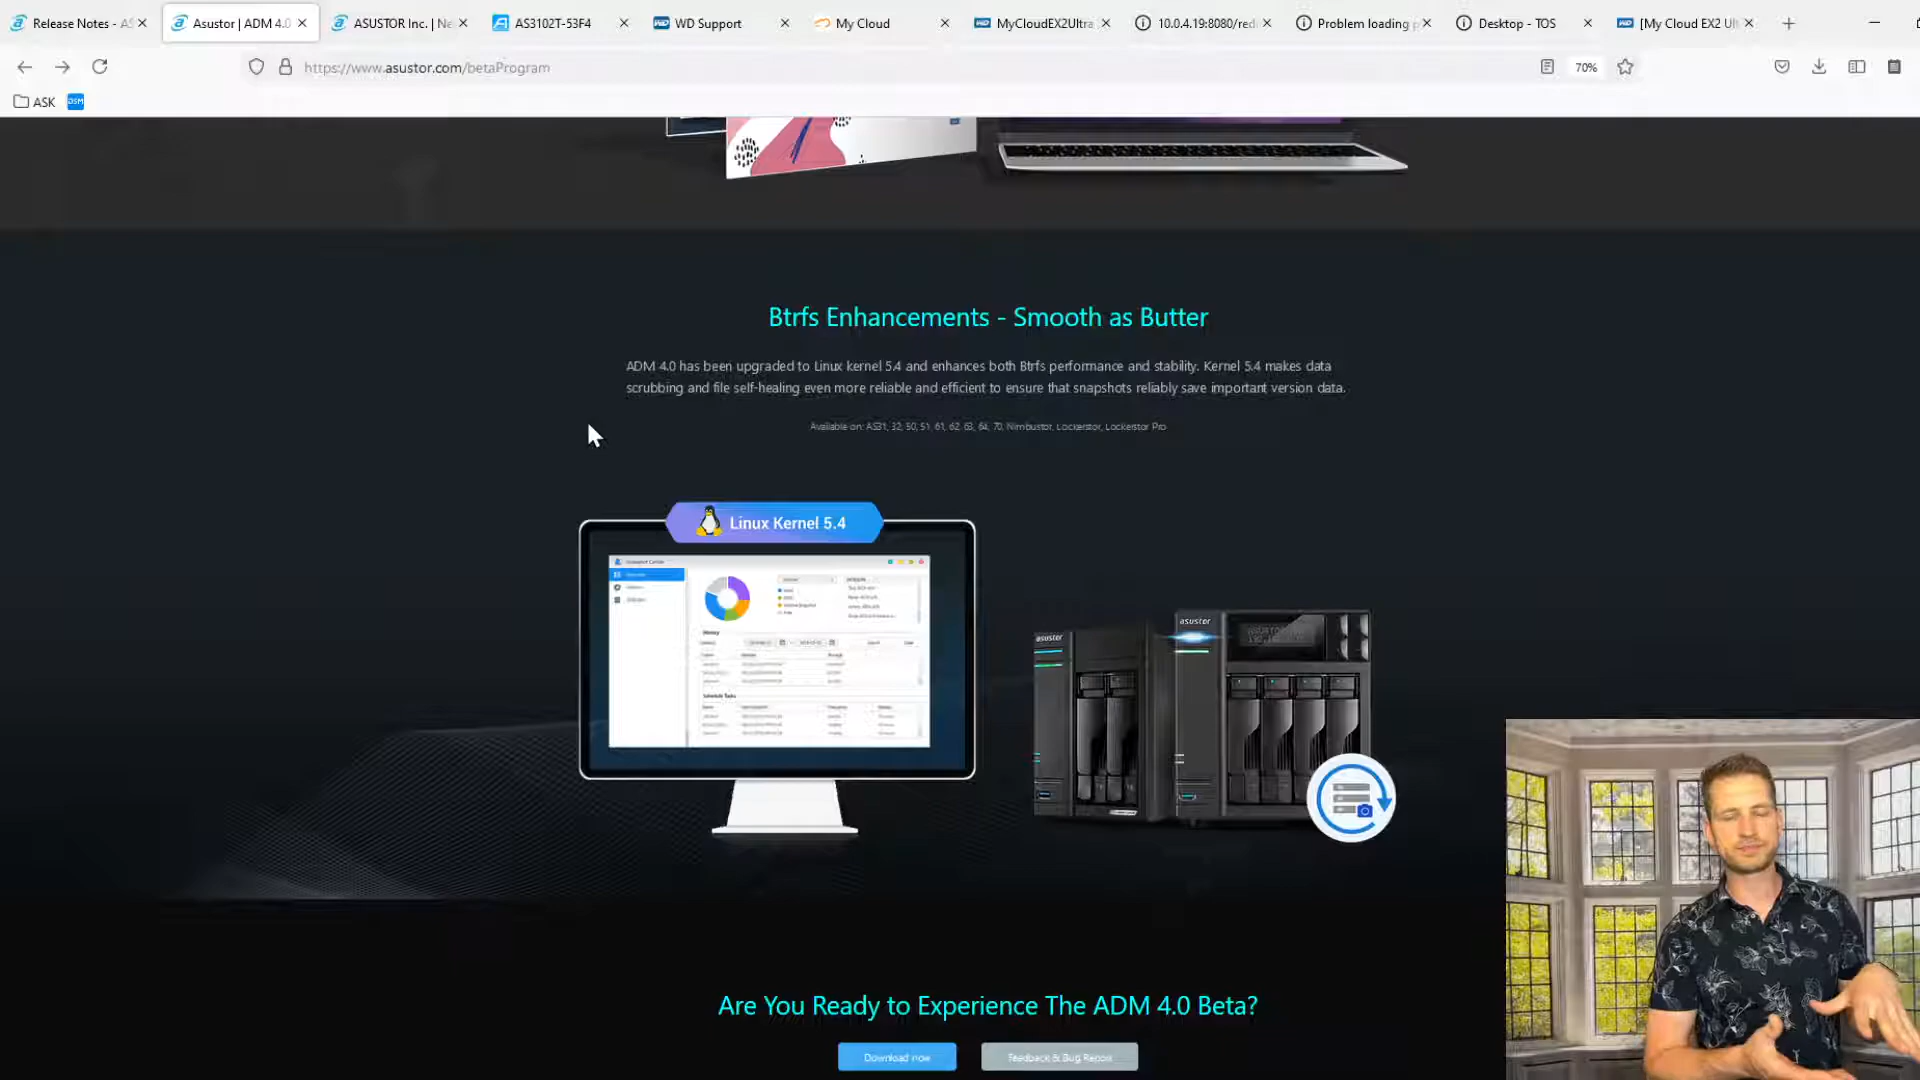 Release Notes - AS
Asustor | ADM 4.0
ASUSTOR Inc. | Ne
AS3102T-53F4
WD Support
My Cloud
MyCloudEX2Ultra
10.0.4.19:8080/red
Problem loading p
Desktop - TOS
[My Cloud EX2 Ul
https://www.asustor.com/betaProgram
70%
ASK
DSM
Btrfs Enhancements - Smooth as Butter
ADM 4.0 has been upgraded to Linux kernel 5.4 and enhances both Btrfs performance and stability. Kernel 5.4 makes data
scrubbing and file self-healing even more reliable and efficient to ensure that snapshots reliably save important version data.
Available on: AS31, 32, 50, 51, 61, 62, 63, 64, 70, Nimbustor, Lockerstor, Lockerstor Pro
Linux Kernel 5.4
History
Schedule Tasks
asustor
asustor
Are You Ready to Experience The ADM 4.0 Beta?
Download now
Feedback & Bug Report